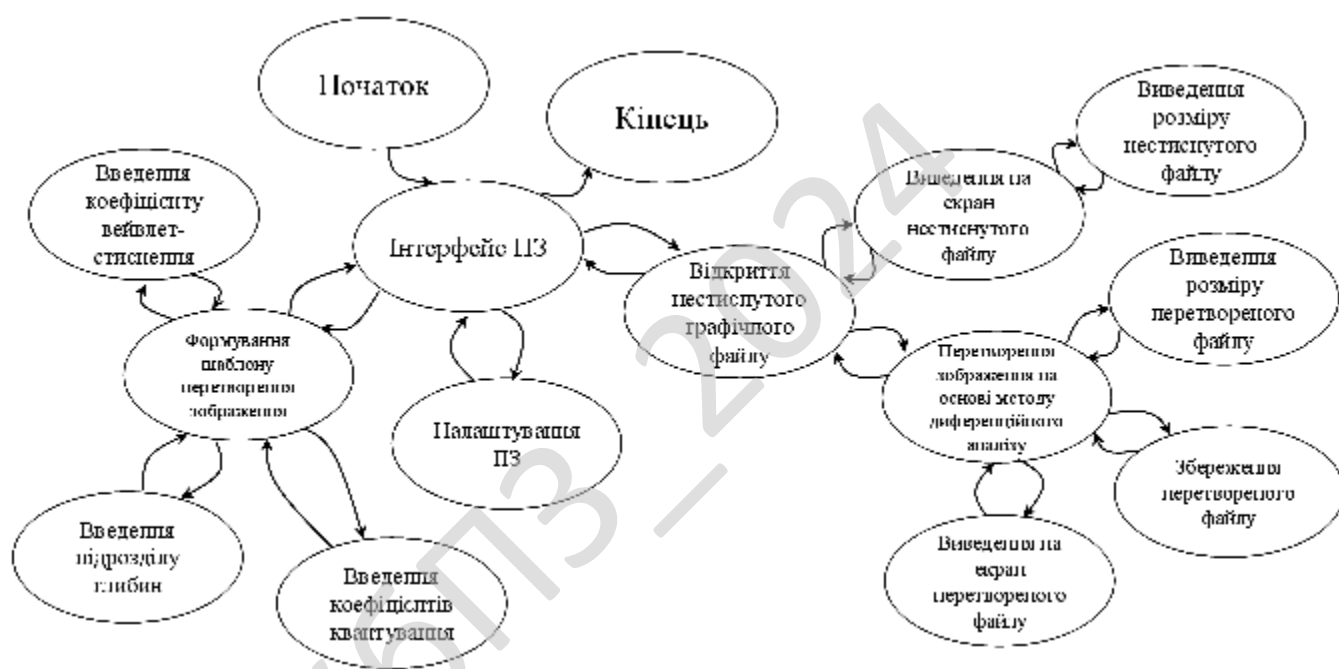 Початок
Кінець
Виведення
розміру
нестиснутого
файлу
Введення
коефіцієнту
вейвлет-
стиснення
Виведення на
екран
нестиснутого
файлу
Інтерфейс ПЗ
Відкриття
нестиснутого
графічного
файлу
Виведення
розміру
перетвореного
файлу
Формування
шаблону
перетворення
зображення
Перетворення
зображення на
основі методу
диференційного
аналізу
Налаштування
ПЗ
Збереження
перетвореного
файлу
Введення
підрозділу
глибин
Введення
коефіцієнтів
квантування
Виведення на
екран
перетвореного
файлу
бПЗ_2024